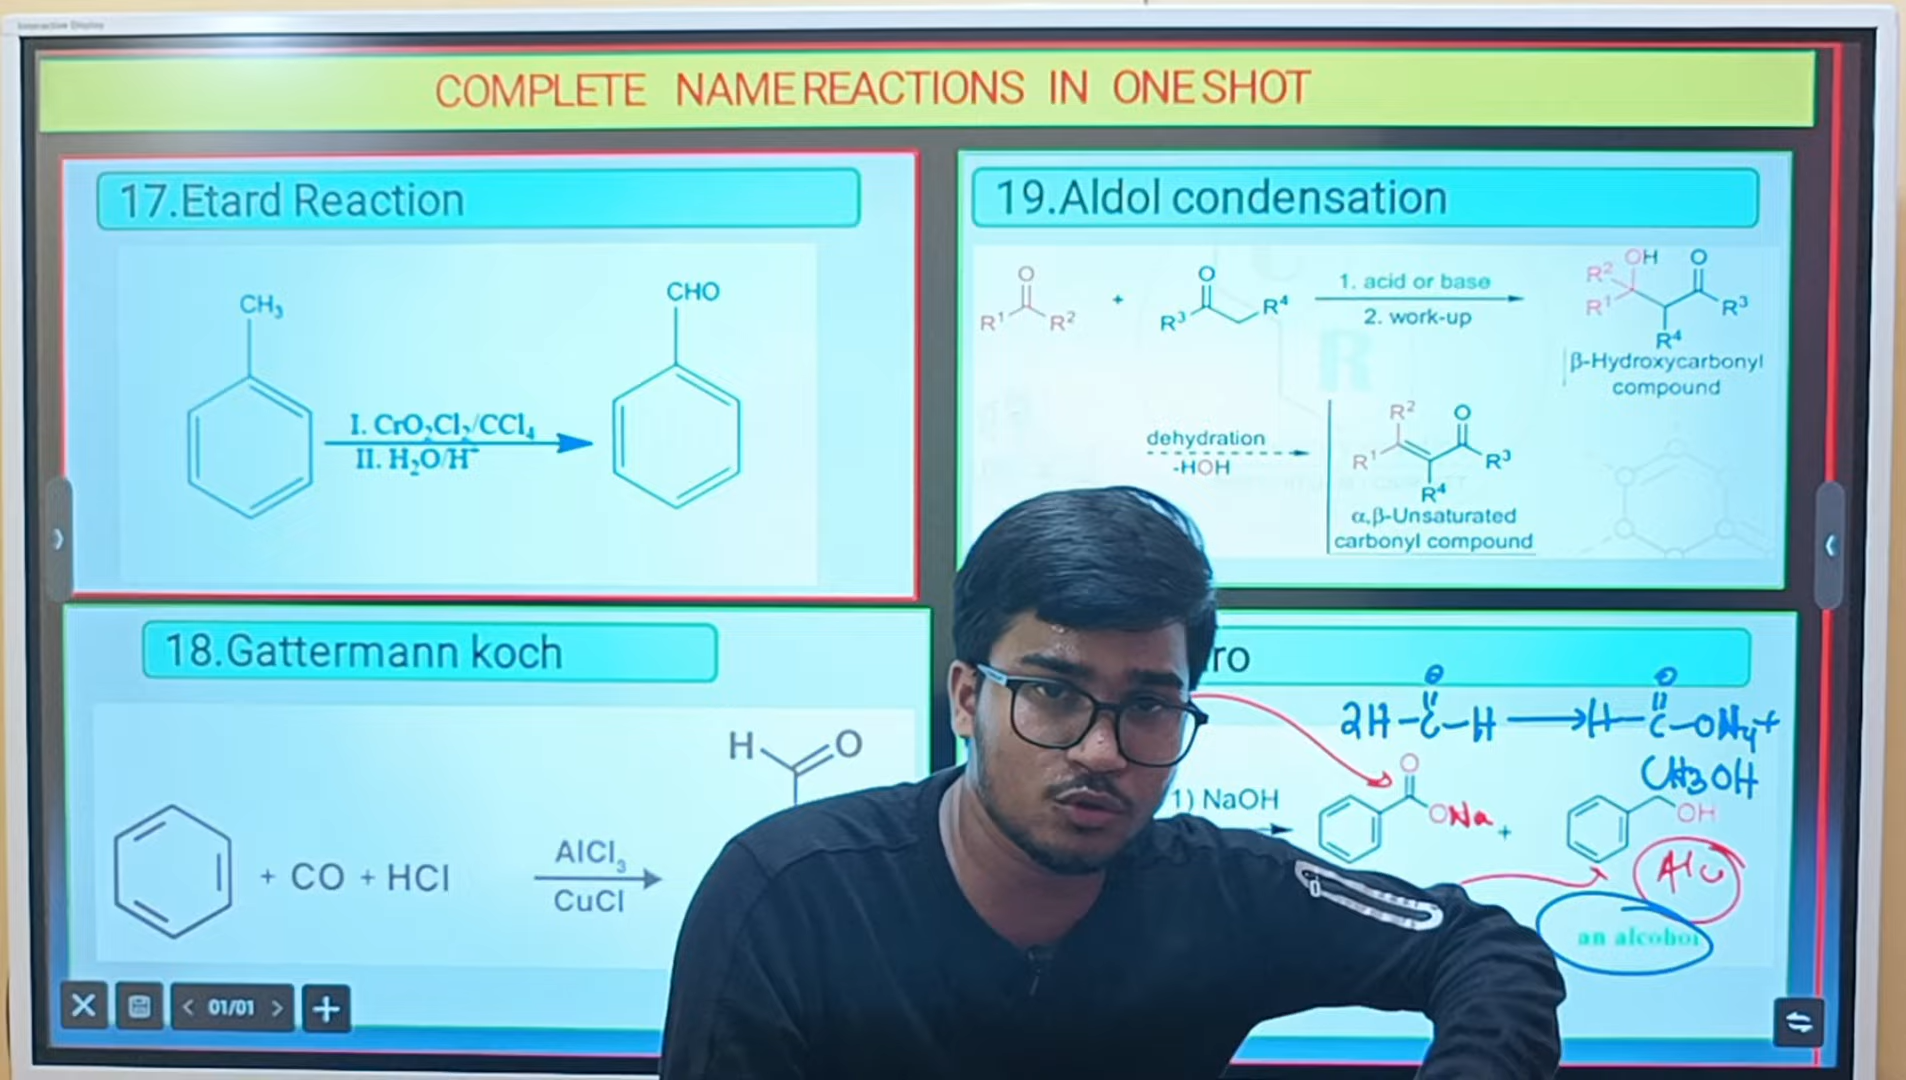 Interactive Display
COMPLETE NAME REACTIONS IN ONE SHOT
17.Etard Reaction
CH₃
CHO
I. CrO₂Cl₂/CCl₄
II. H₂O/H⁺
19.Aldol condensation
O
R¹ R²
+
O
R³ R⁴
1. acid or base
2. work-up
OH O
R²
R¹ R³
R⁴
β-Hydroxycarbonyl
compound
dehydration
-HOH
R² O
R¹ R³
R⁴
α,β-Unsaturated
carbonyl compound
18.Gattermann koch
H O
+ CO + HCl
AlCl₃
CuCl
ro
2H-C-H → H-C-ONa+
O O
CH3OH
1) NaOH
O
ONa +
OH
Alc
an alcohol
01/01